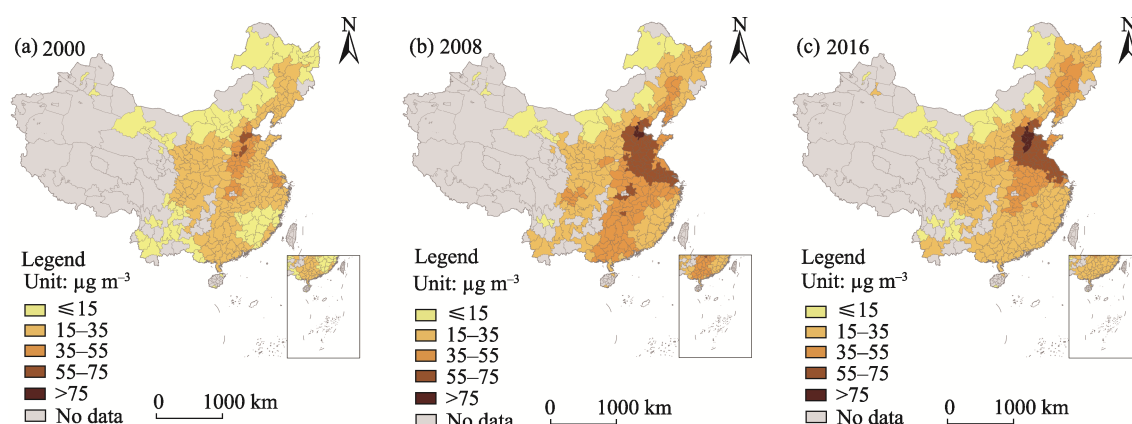 (a) 2000
N
Legend
Unit: µg m⁻³
⩽15
15–35
35–55
55–75
>75
No data
0 1000 km
(b) 2008
N
Legend
Unit: µg m⁻³
⩽15
15–35
35–55
55–75
>75
No data
0 1000 km
(c) 2016
N
Legend
Unit: µg m⁻³
⩽15
15–35
35–55
55–75
>75
No data
0 1000 km